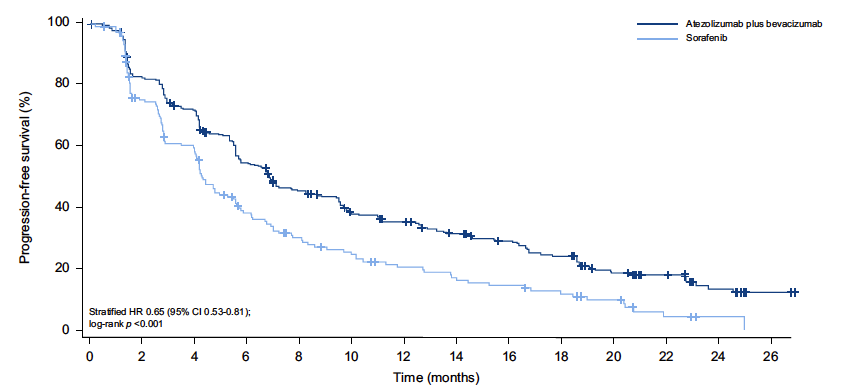 100
80
60
40
20
0
Progression-free survival (%)
Atezolizumab plus bevacizumab
Sorafenib
Stratified HR 0.65 (95% CI 0.53-0.81);
log-rank p <0.001
0 2 4 6 8 10 12 14 16 18 20 22 24 26
Time (months)